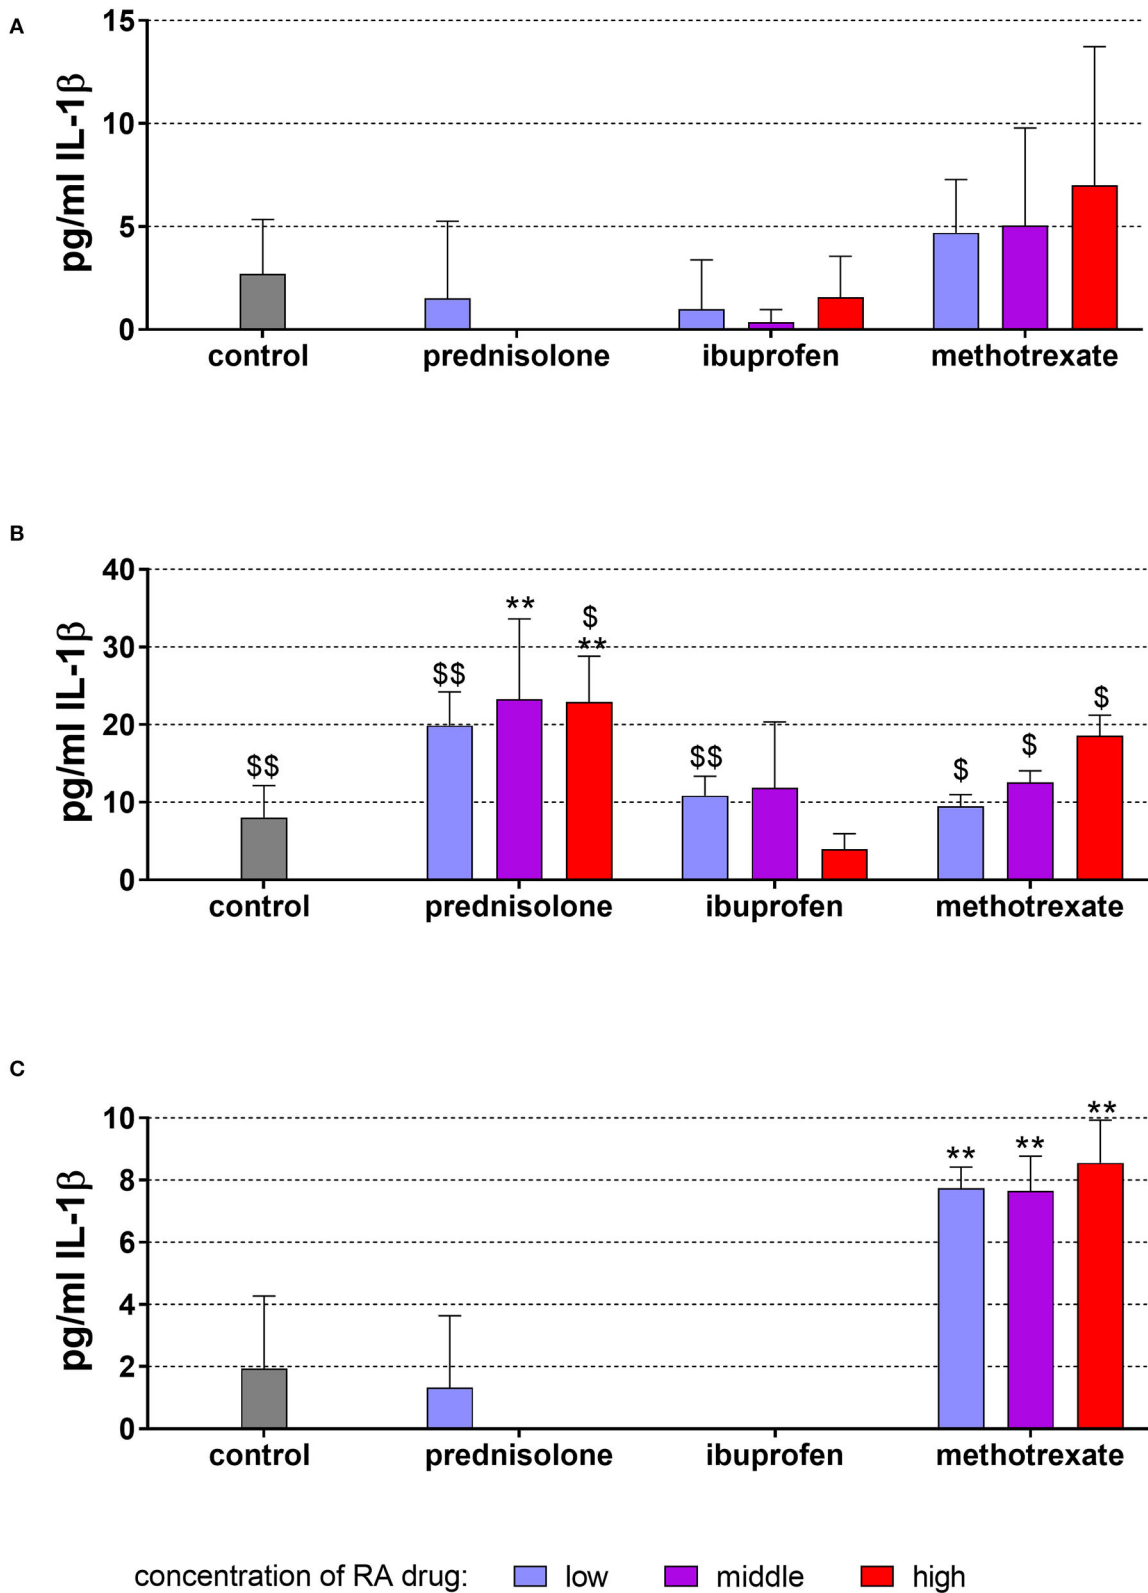 A
pg/ml IL-1β
15
10
5
0
control prednisolone ibuprofen methotrexate
B
pg/ml IL-1β
40
30
20
10
0
$$ $$ ** $ ** $$ $ $ $
control prednisolone ibuprofen methotrexate
C
pg/ml IL-1β
10
8
6
4
2
0
** ** **
control prednisolone ibuprofen methotrexate
concentration of RA drug: low middle high